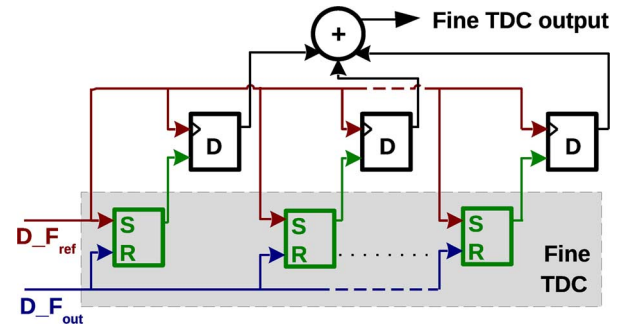 +
Fine TDC output
D
D
D
S
R
S
R
S
R
D_F_ref
D_F_out
Fine
TDC